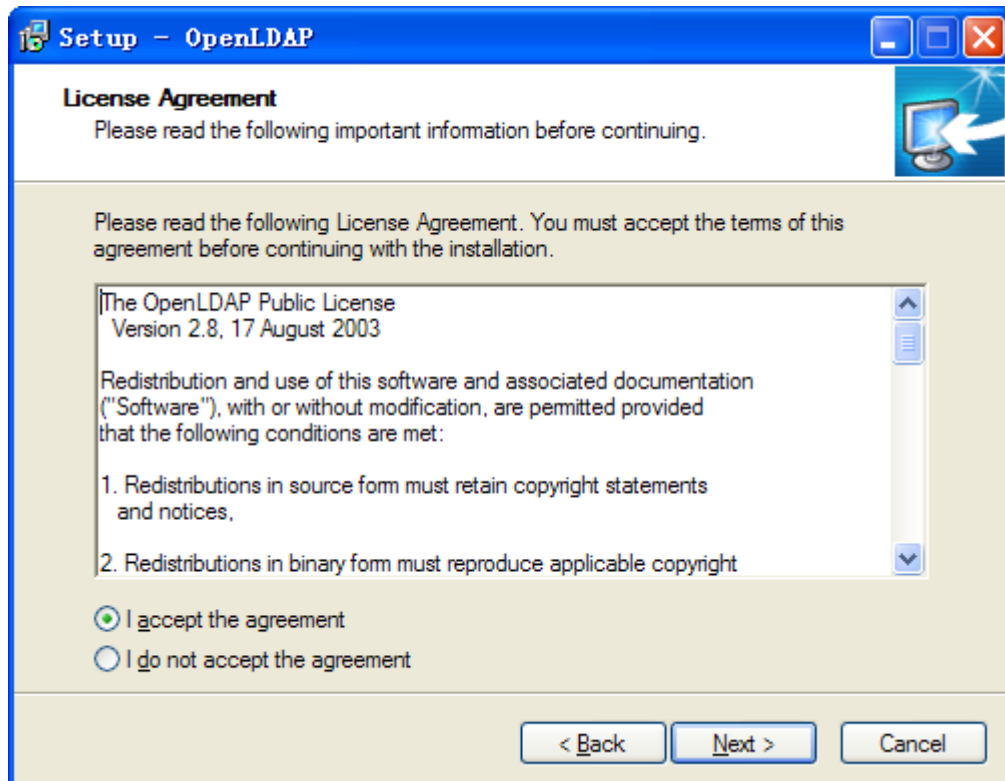 Setup - OpenLDAP
License Agreement
Please read the following important information before continuing.
Please read the following License Agreement. You must accept the terms of this
agreement before continuing with the installation.
The OpenLDAP Public License
Version 2.8, 17 August 2003
Redistribution and use of this software and associated documentation
("Software"), with or without modification, are permitted provided
that the following conditions are met:
1. Redistributions in source form must retain copyright statements
and notices,
2. Redistributions in binary form must reproduce applicable copyright
I accept the agreement
I do not accept the agreement
< Back
Next >
Cancel